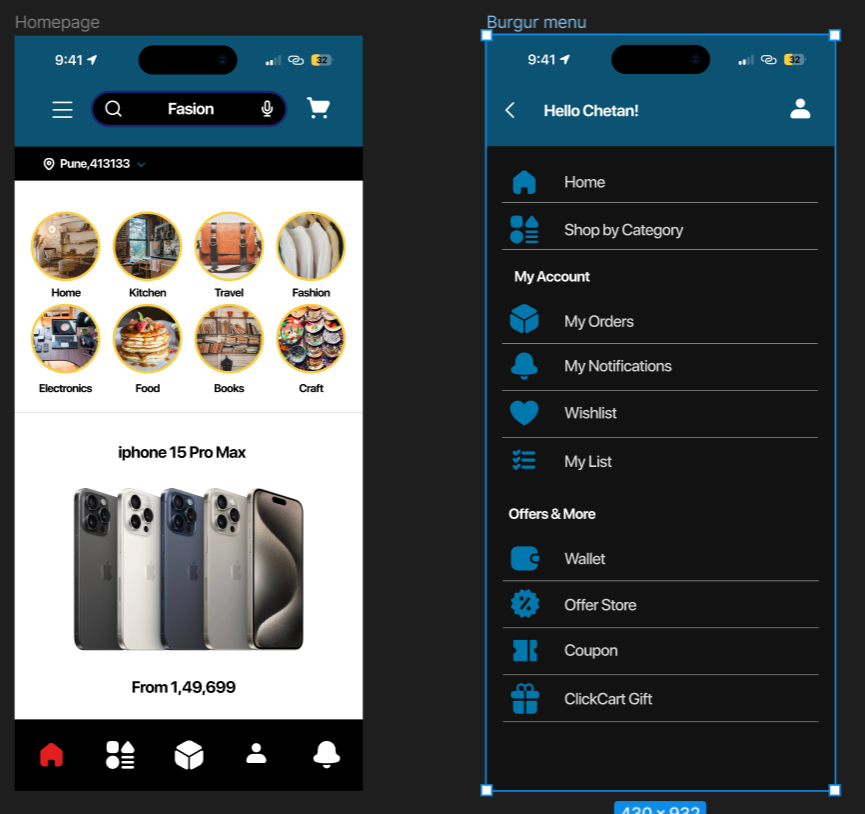 Homepage
9:41
32
Fasion
Pune,413133
Home Kitchen Travel Fashion
Electronics Food Books Craft
iphone 15 Pro Max
From 1,49,699
Burgur menu
9:41
32
Hello Chetan!
Home
Shop by Category
My Account
My Orders
My Notifications
Wishlist
My List
Offers & More
Wallet
Offer Store
Coupon
ClickCart Gift
430 × 932